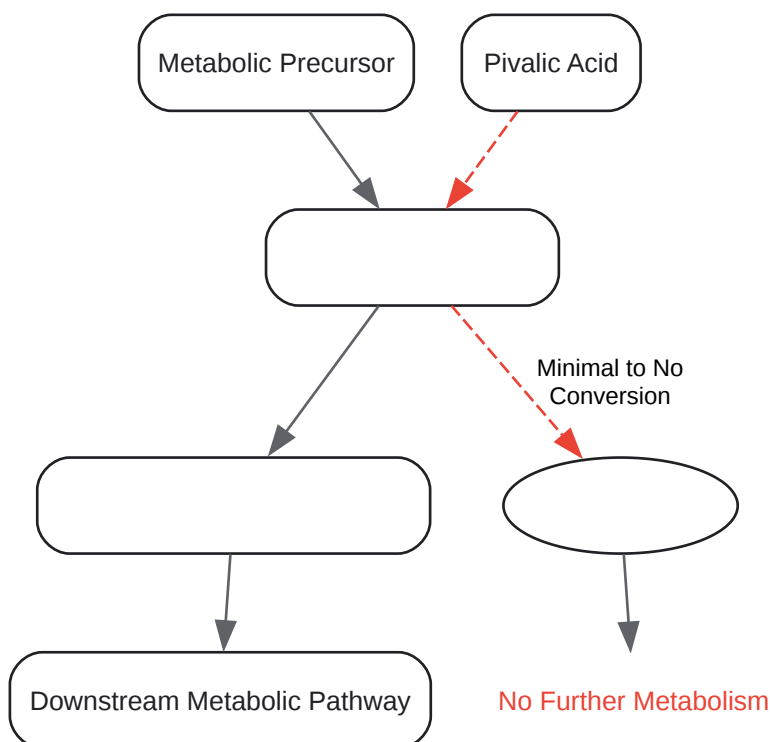 Metabolic Precursor
Pivalic Acid
Minimal to No
Conversion
Downstream Metabolic Pathway
No Further Metabolism